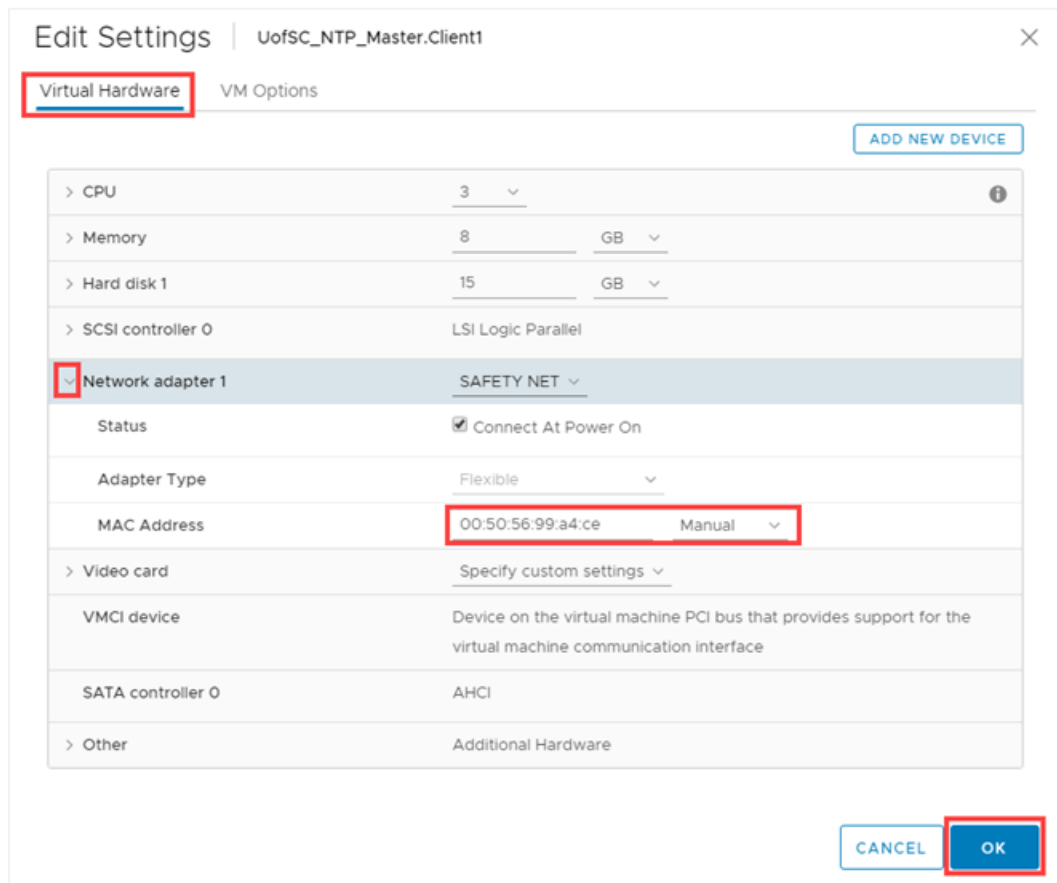 Edit Settings UofSC_NTP_Master.Client1
Virtual Hardware VM Options
ADD NEW DEVICE
CPU 3
Memory 8 GB
Hard disk 1 15 GB
SCSI controller 0 LSI Logic Parallel
Network adapter 1 SAFETY NET
Status Connect At Power On
Adapter Type Flexible
MAC Address 00:50:56:99:a4:ce Manual
Video card Specify custom settings
VMCI device Device on the virtual machine PCI bus that provides support for the
virtual machine communication interface
SATA controller 0 AHCI
Other Additional Hardware
CANCEL OK